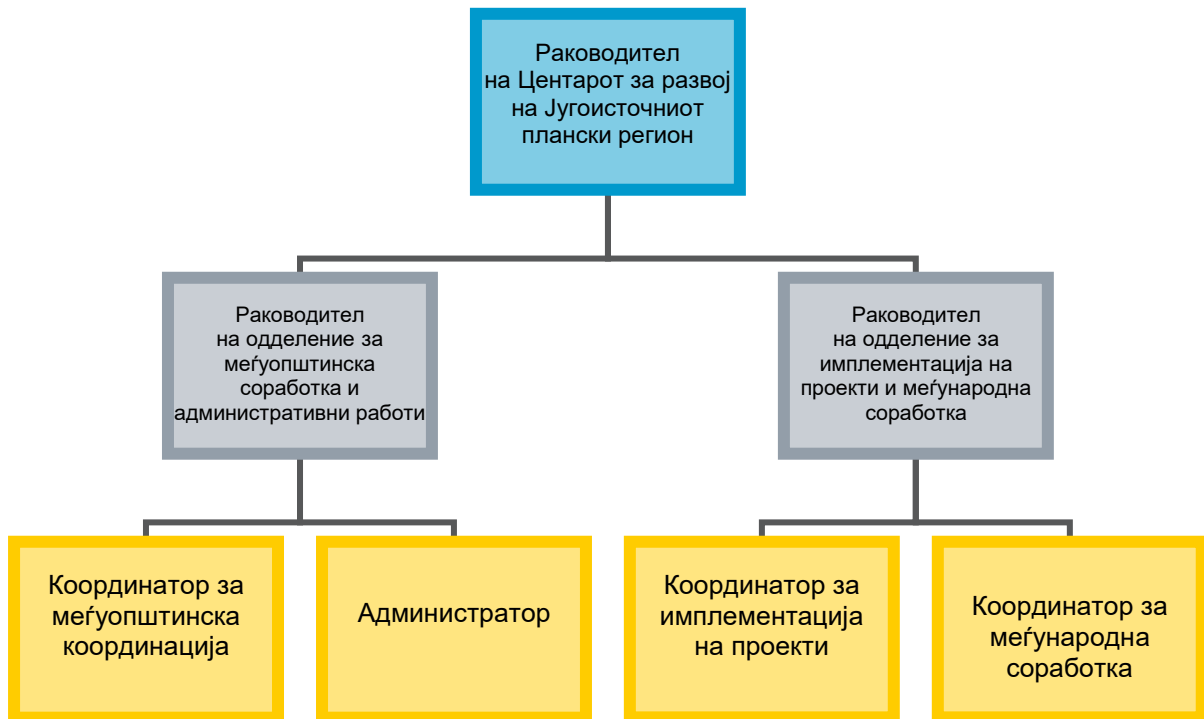 Раководител
на Центарот за развој
на Југоисточниот
плански регион
Раководител
на одделение за
меѓуопштинска
соработка и
административни работи
Раководител
на одделение за
имплементација на
проекти и меѓународна
соработка
Координатор за
меѓуопштинска
координација
Администратор
Координатор за
имплементација
на проекти
Координатор за
меѓународна
соработка